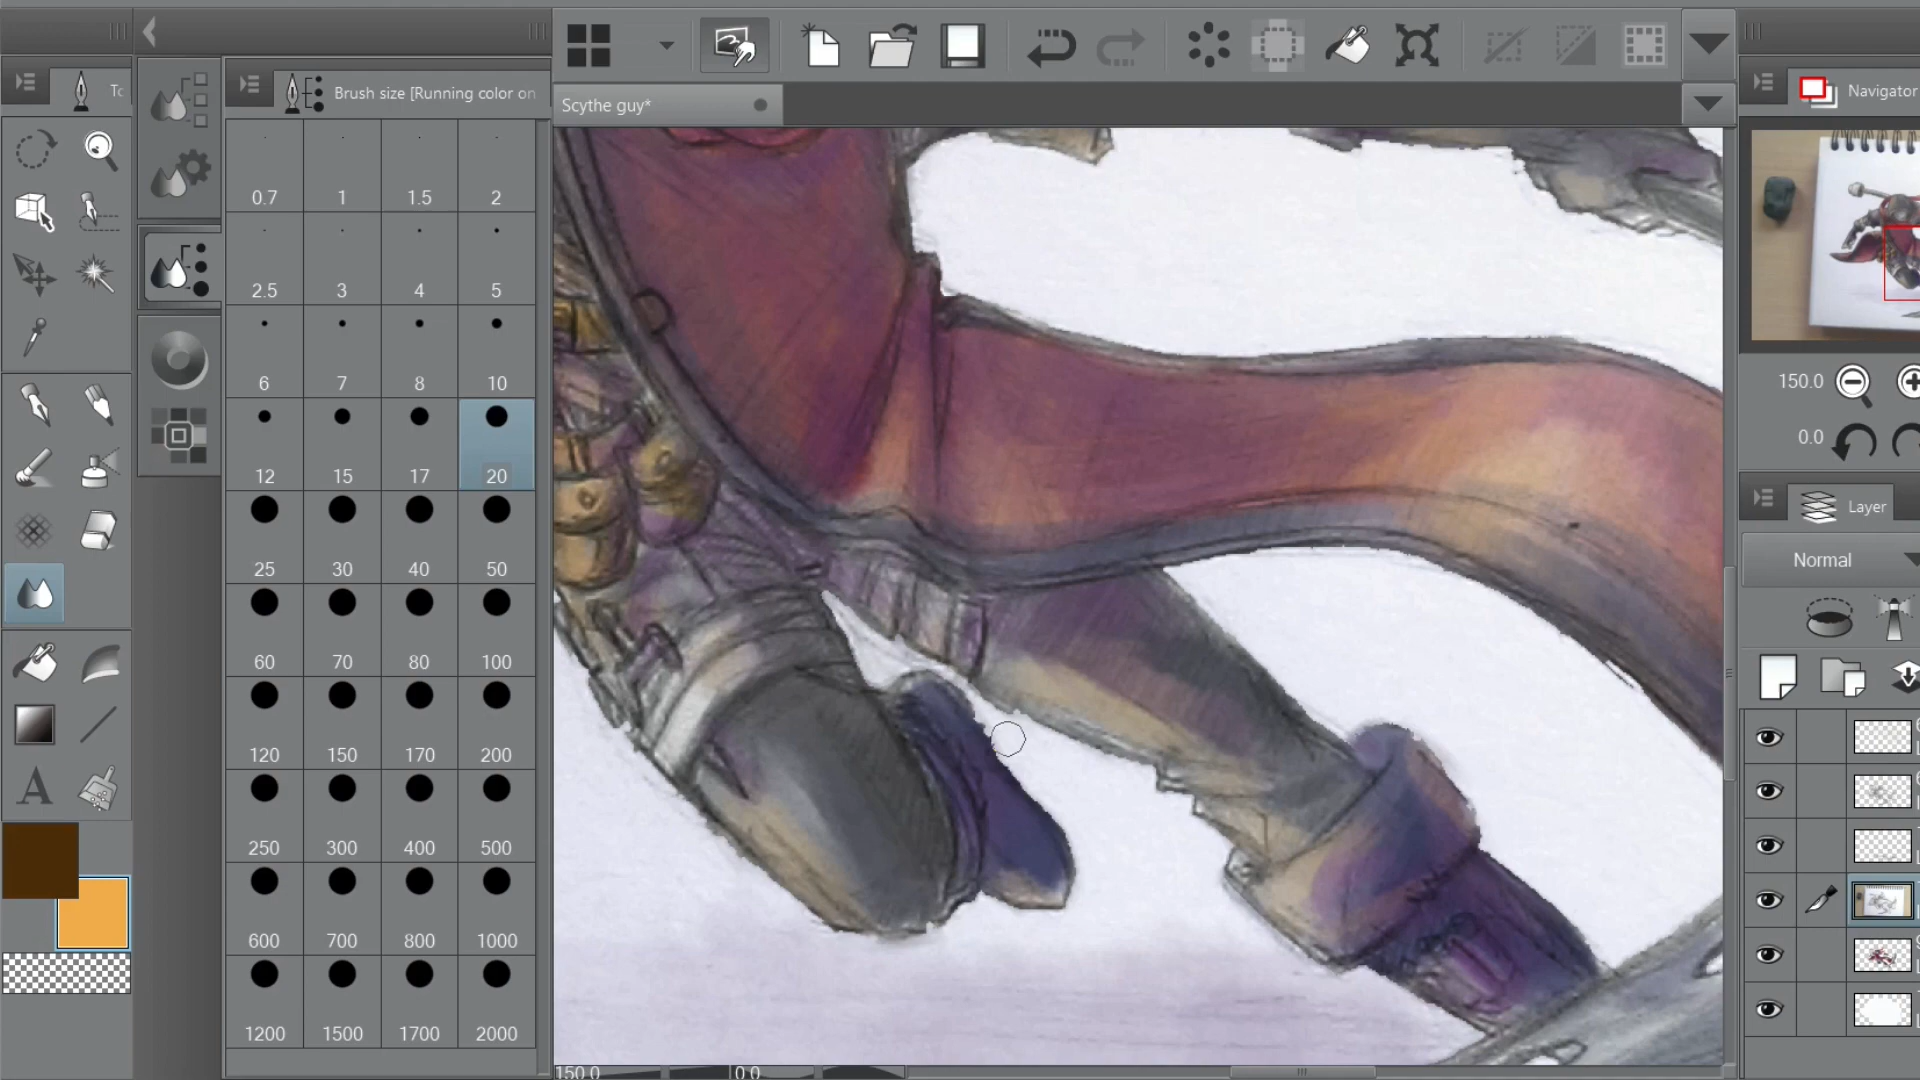 To
Brush size [Running color on
Scythe guy*
Navigator
0.7 1 1.5 2
2.5 3 4 5
6 7 8 10
12 15 17 20
25 30 40 50
60 70 80 100
120 150 170 200
250 300 400 500
600 700 800 1000
1200 1500 1700 2000
150.0
0.0
Layer
Normal
A
150.0 0.0